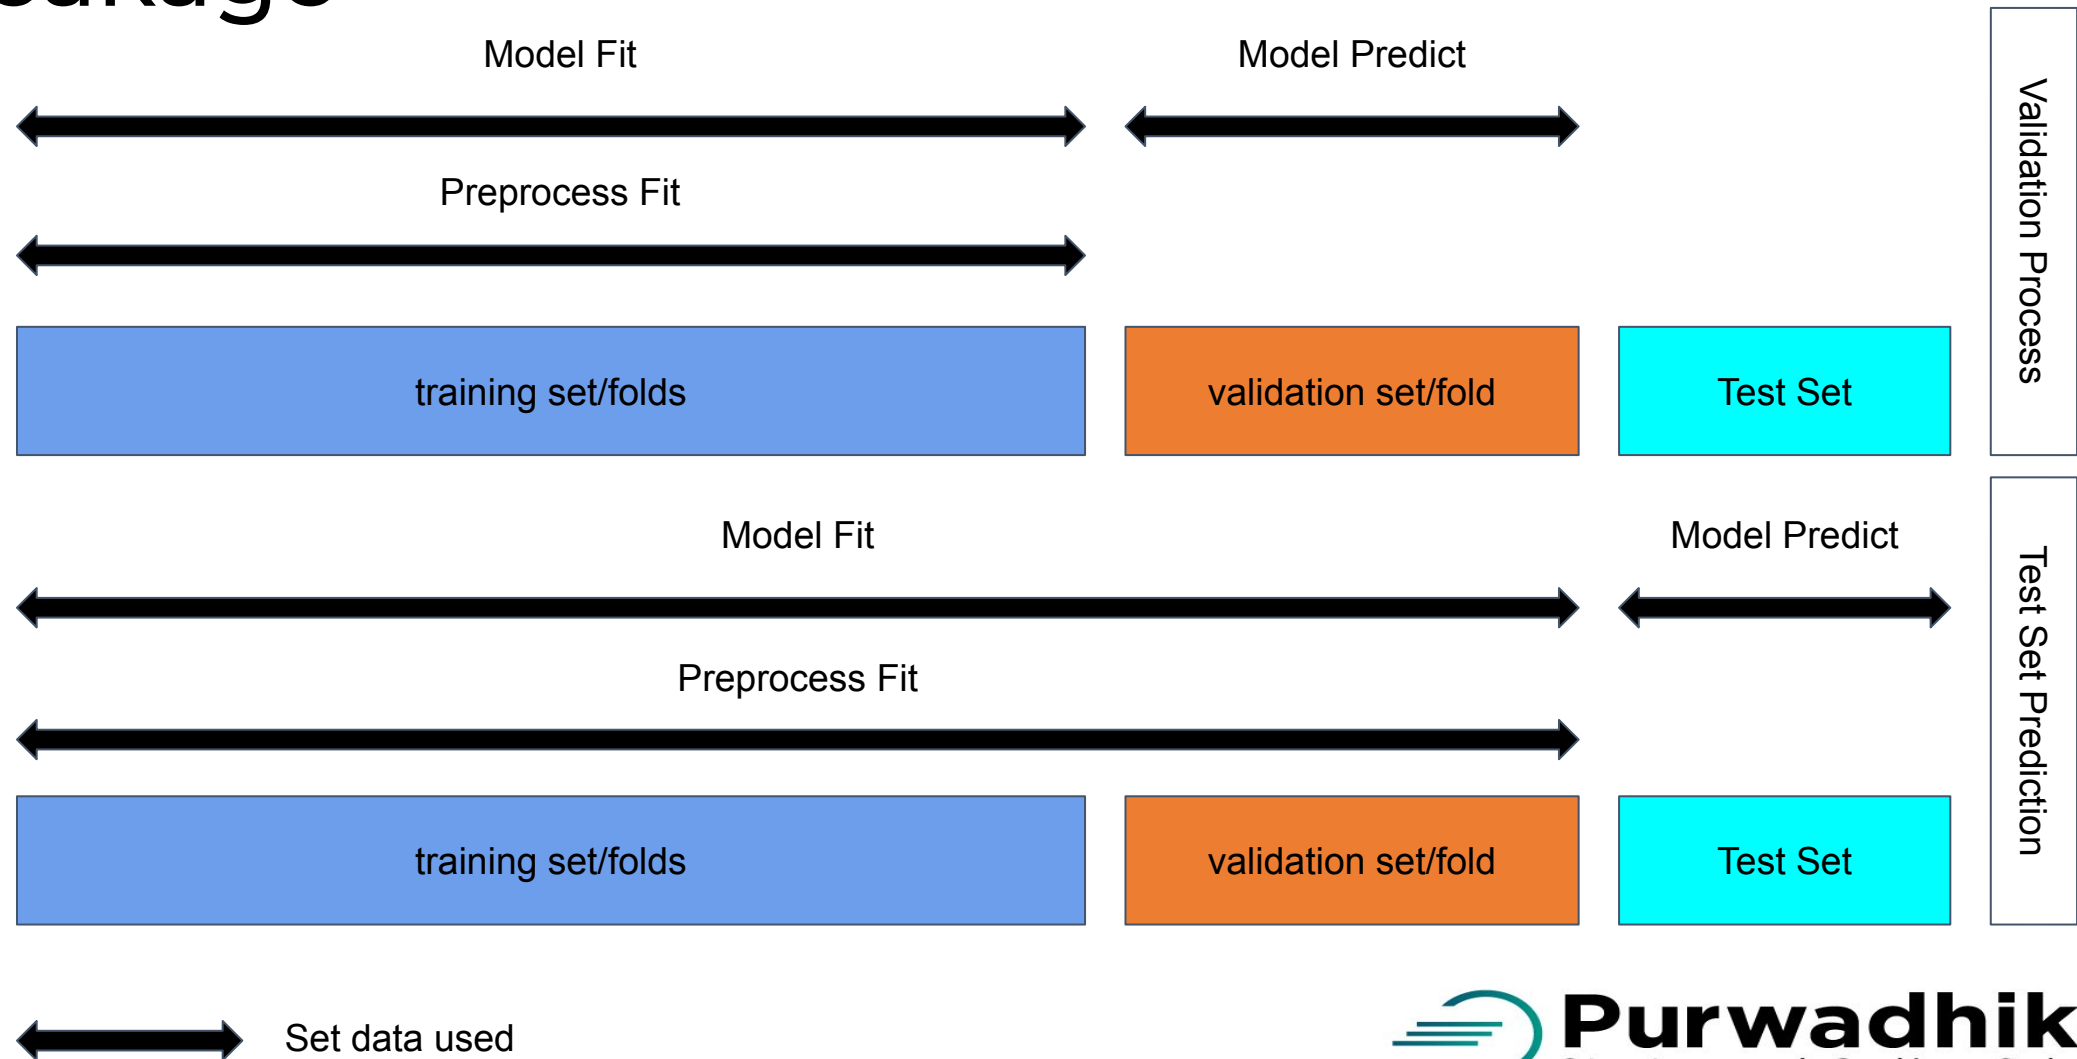 Model Fit
Model Predict
Preprocess Fit
training set/folds
validation set/fold
Test Set
Validation Process
Model Fit
Model Predict
Preprocess Fit
training set/folds
validation set/fold
Test Set
Test Set Prediction
Set data used
Purwadhik